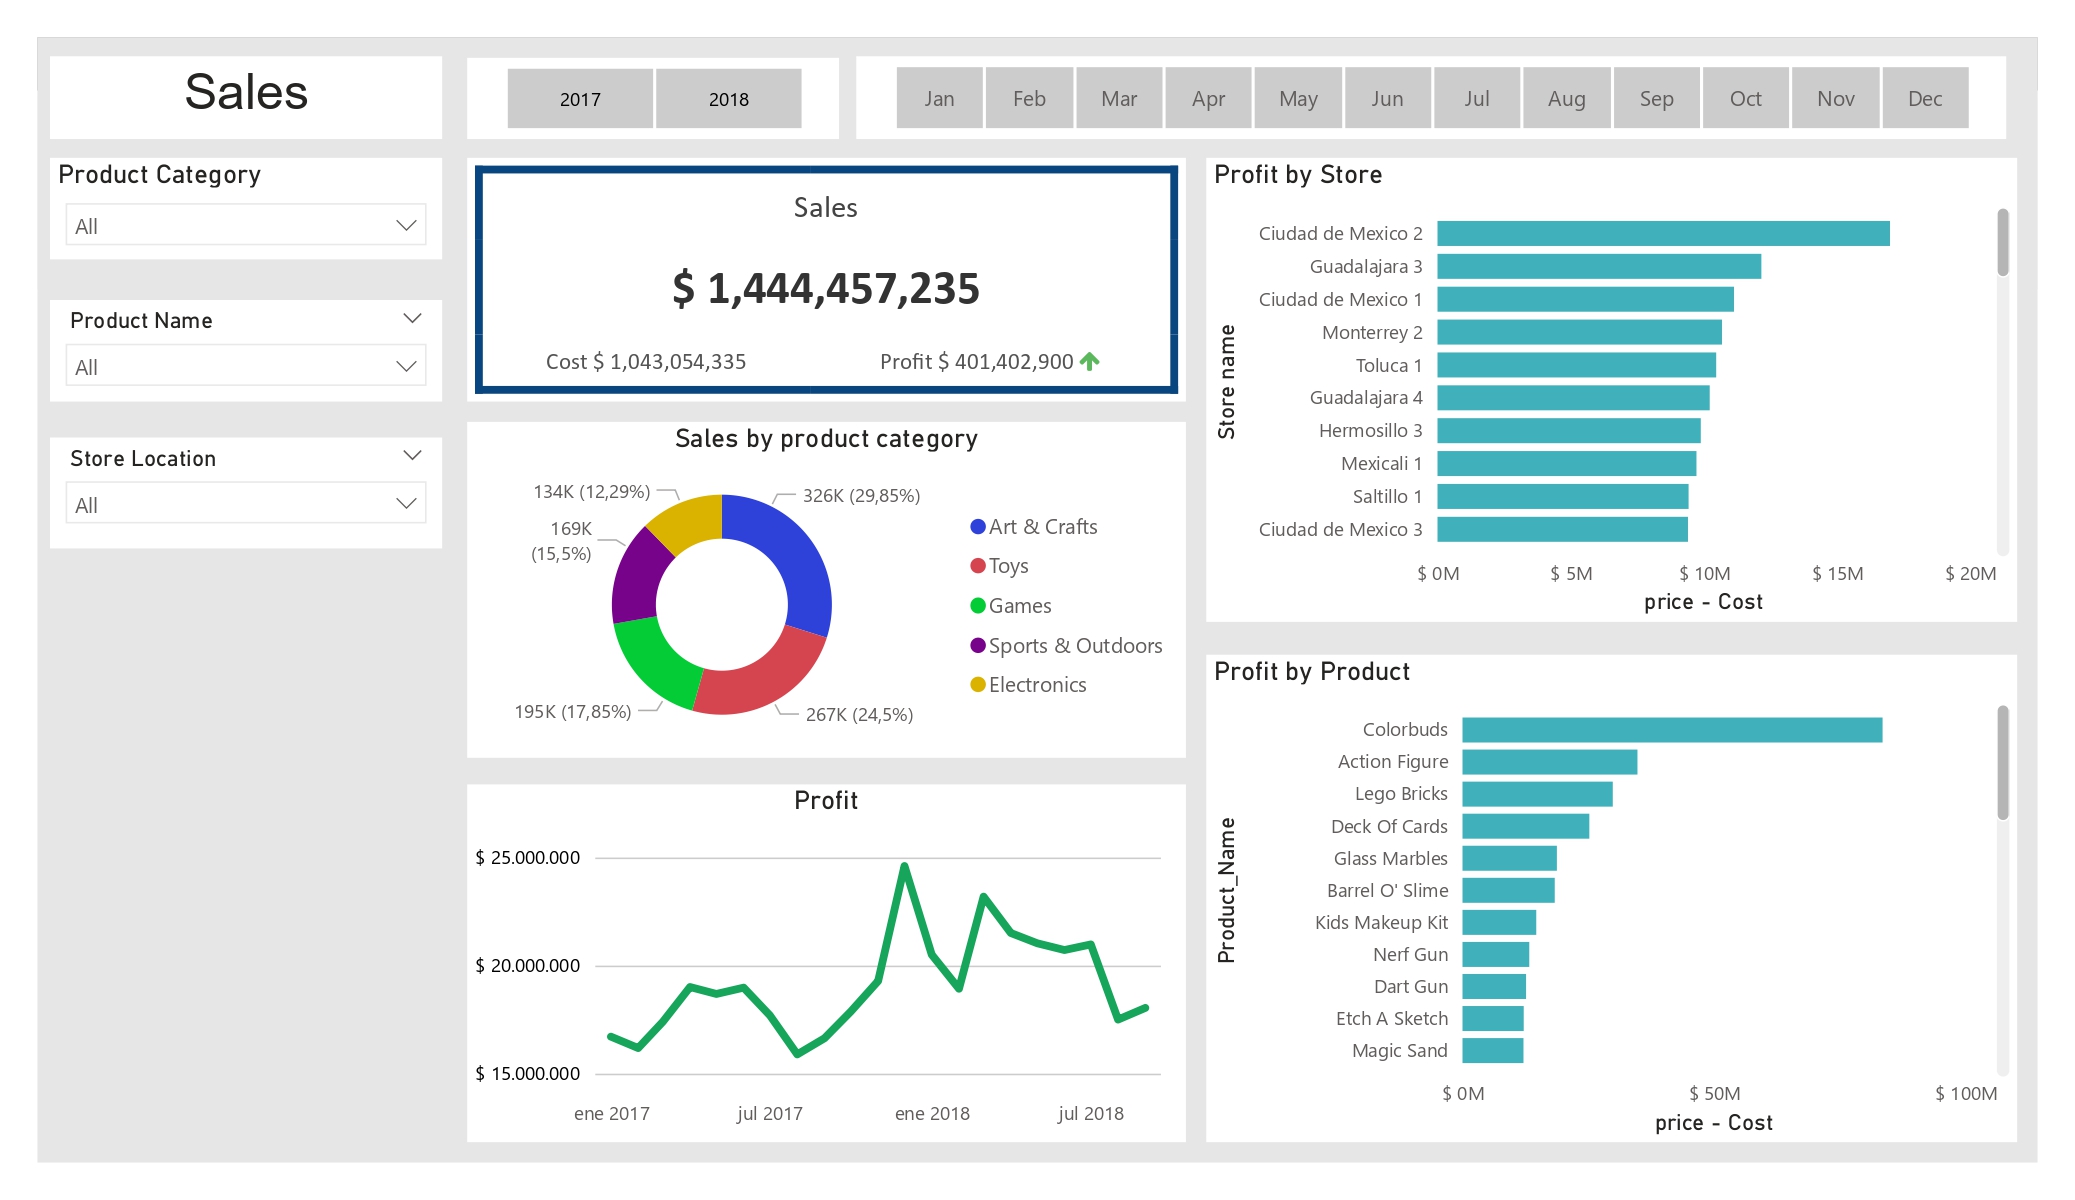 Sales
2017 2018
Jan Feb Mar Apr May Jun Jul Aug Sep Oct Nov Dec
Product Category
All
Product Name
All
Store Location
All
Sales
$ 1,444,457,235
Cost $ 1,043,054,335 Profit $ 401,402,900
Sales by product category
134K (12,29%)
326K (29,85%)
169K
(15,5%)
195K (17,85%)
267K (24,5%)
Art & Crafts
Toys
Games
Sports & Outdoors
Electronics
Profit
$ 25.000.000
$ 20.000.000
$ 15.000.000
ene 2017 jul 2017 ene 2018 jul 2018
Profit by Store
Store name
Ciudad de Mexico 2
Guadalajara 3
Ciudad de Mexico 1
Monterrey 2
Toluca 1
Guadalajara 4
Hermosillo 3
Mexicali 1
Saltillo 1
Ciudad de Mexico 3
$ 0M $ 5M $ 10M $ 15M $ 20M
price - Cost
Profit by Product
Product_Name
Colorbuds
Action Figure
Lego Bricks
Deck Of Cards
Glass Marbles
Barrel O' Slime
Kids Makeup Kit
Nerf Gun
Dart Gun
Etch A Sketch
Magic Sand
$ 0M $ 50M $ 100M
price - Cost